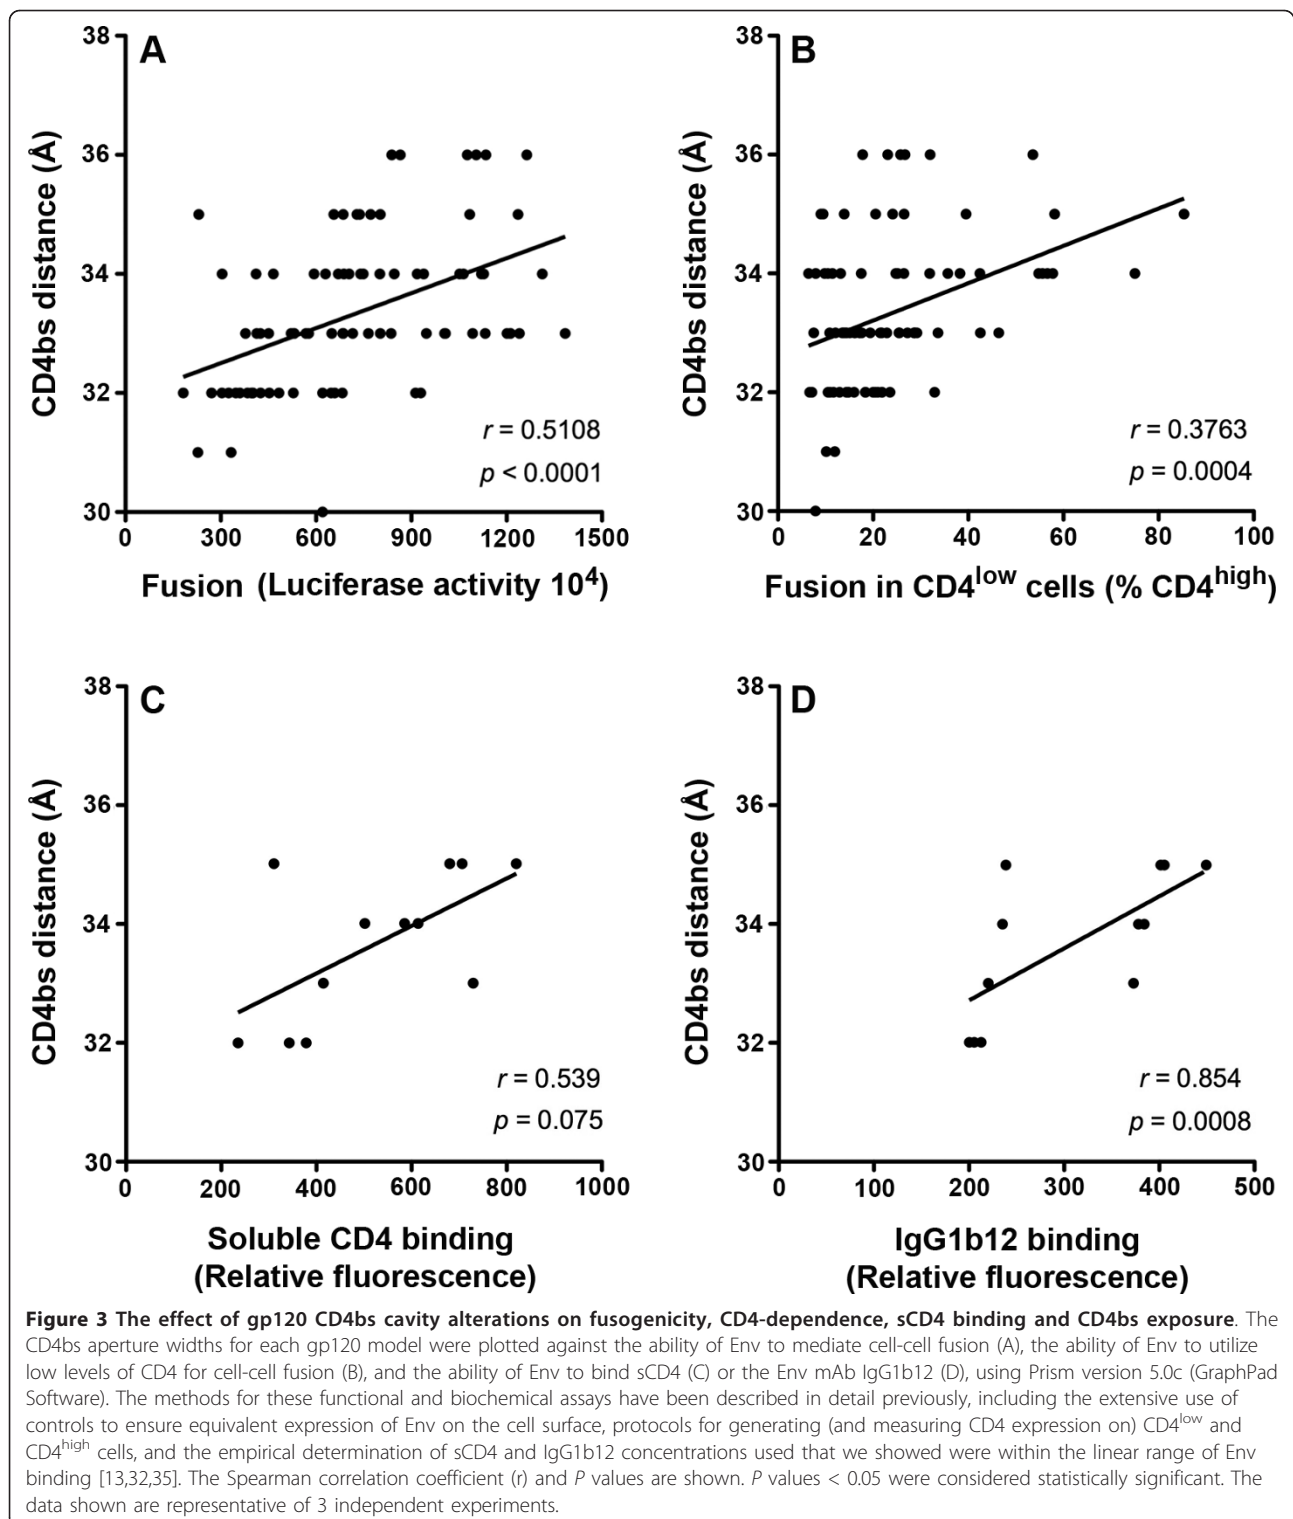 A
38
36
34
32
30
CD4bs distance (Å)
0 300 600 900 1200 1500
Fusion (Luciferase activity 10⁴)
r = 0.5108
p < 0.0001
B
38
36
34
32
30
CD4bs distance (Å)
0 20 40 60 80 100
Fusion in CD4ˡᵒʷ cells (% CD4ʰⁱᵍʰ)
r = 0.3763
p = 0.0004
C
38
36
34
32
30
CD4bs distance (Å)
0 200 400 600 800 1000
Soluble CD4 binding
(Relative fluorescence)
r = 0.539
p = 0.075
D
38
36
34
32
30
CD4bs distance (Å)
0 100 200 300 400 500
IgG1b12 binding
(Relative fluorescence)
r = 0.854
p = 0.0008
Figure 3 The effect of gp120 CD4bs cavity alterations on fusogenicity, CD4-dependence, sCD4 binding and CD4bs exposure. The
CD4bs aperture widths for each gp120 model were plotted against the ability of Env to mediate cell-cell fusion (A), the ability of Env to utilize
low levels of CD4 for cell-cell fusion (B), and the ability of Env to bind sCD4 (C) or the Env mAb IgG1b12 (D), using Prism version 5.0c (GraphPad
Software). The methods for these functional and biochemical assays have been described in detail previously, including the extensive use of
controls to ensure equivalent expression of Env on the cell surface, protocols for generating (and measuring CD4 expression on) CD4ˡᵒʷ and
CD4ʰⁱᵍʰ cells, and the empirical determination of sCD4 and IgG1b12 concentrations used that we showed were within the linear range of Env
binding [13,32,35]. The Spearman correlation coefficient (r) and P values are shown. P values < 0.05 were considered statistically significant. The
data shown are representative of 3 independent experiments.